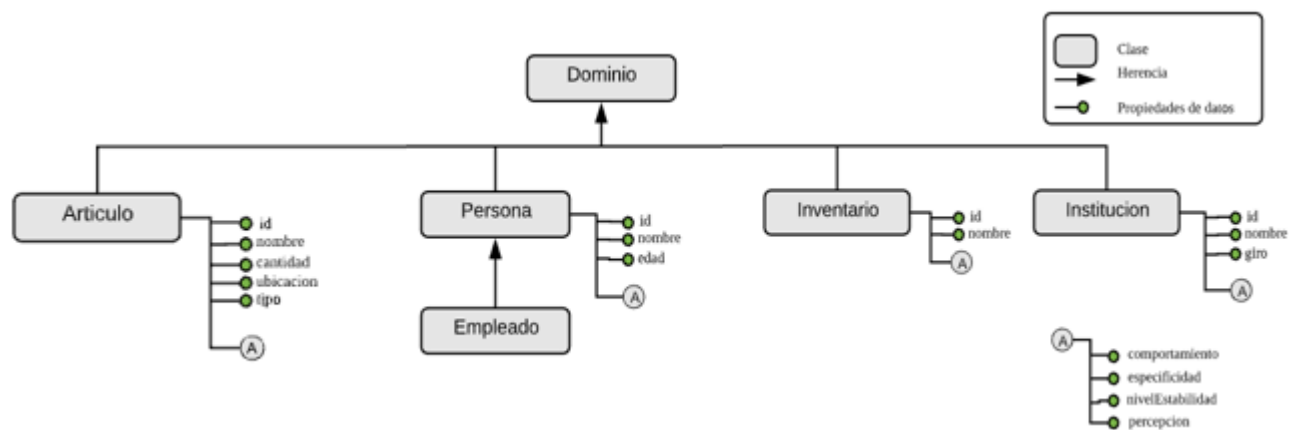 Dominio
Clase
Herencia
Propiedades de datos
Articulo
id
nombre
cantidad
ubicacion
tipo
A
Persona
id
nombre
edad
A
Empleado
Inventario
id
nombre
A
Institucion
id
nombre
giro
A
A
comportamiento
especificidad
nivelEstabilidad
percepcion